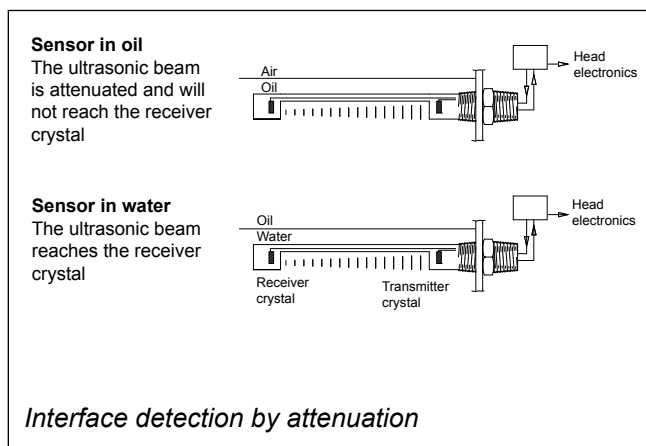 Sensor in oil
The ultrasonic beam
is attenuated and will
not reach the receiver
crystal
Air
Oil
Head
electronics
Sensor in water
The ultrasonic beam
reaches the receiver
crystal
Oil
Water
Head
electronics
Receiver
crystal
Transmitter
crystal
Interface detection by attenuation